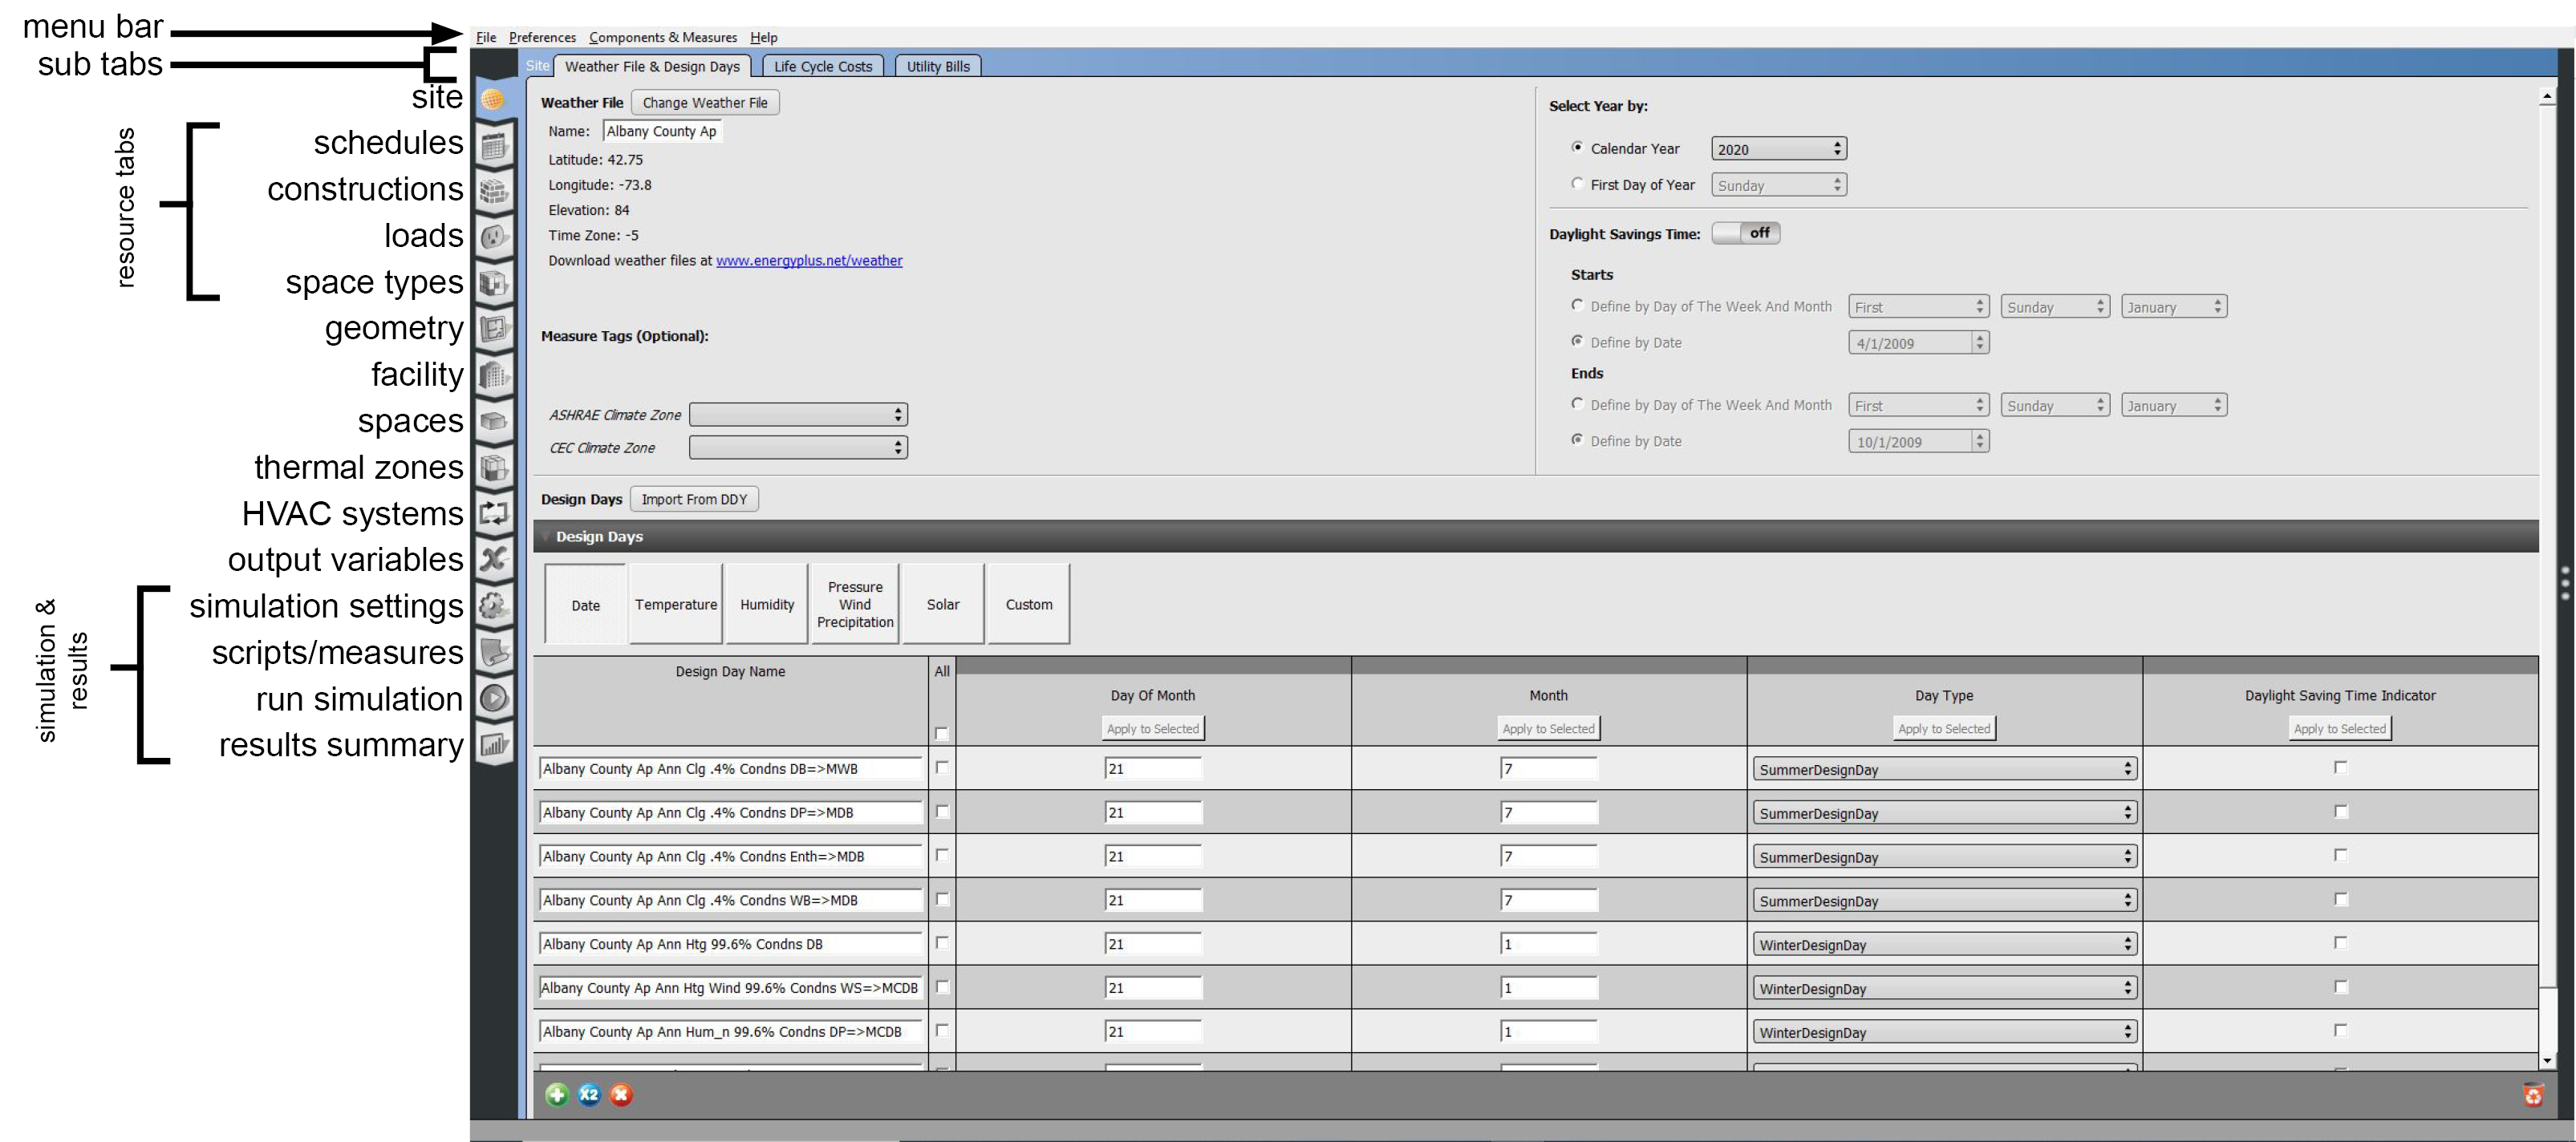 menu bar
sub tabs
site
resource tabs
schedules
constructions
loads
space types
geometry
facility
spaces
thermal zones
HVAC systems
output variables
simulation &
results
simulation settings
scripts/measures
run simulation
results summary
File Preferences Components & Measures Help
Site Weather File & Design Days Life Cycle Costs Utility Bills
Weather File Change Weather File
Name: Albany County Ap
Latitude: 42.75
Longitude: -73.8
Elevation: 84
Time Zone: -5
Download weather files at www.energyplus.net/weather
Measure Tags (Optional):
ASHRAE Climate Zone
CEC Climate Zone
Select Year by:
Calendar Year 2020
First Day of Year Sunday
Daylight Savings Time: off
Starts
Define by Day of The Week And Month First Sunday January
Define by Date 4/1/2009
Ends
Define by Day of The Week And Month First Sunday January
Define by Date 10/1/2009
Design Days Import From DDY
Design Days
Date
Temperature
Humidity
Pressure
Wind
Precipitation
Solar
Custom
Design Day Name All
Day Of Month Month Day Type Daylight Saving Time Indicator
Apply to Selected Apply to Selected Apply to Selected Apply to Selected
Albany County Ap Ann Clg .4% Condns DB=>MWB 21 7 SummerDesignDay
Albany County Ap Ann Clg .4% Condns DP=>MDB 21 7 SummerDesignDay
Albany County Ap Ann Clg .4% Condns Enth=>MDB 21 7 SummerDesignDay
Albany County Ap Ann Clg .4% Condns WB=>MDB 21 7 SummerDesignDay
Albany County Ap Ann Htg 99.6% Condns DB 21 1 WinterDesignDay
Albany County Ap Ann Htg Wind 99.6% Condns WS=>MCDB 21 1 WinterDesignDay
Albany County Ap Ann Hum_n 99.6% Condns DP=>MCDB 21 1 WinterDesignDay
X2